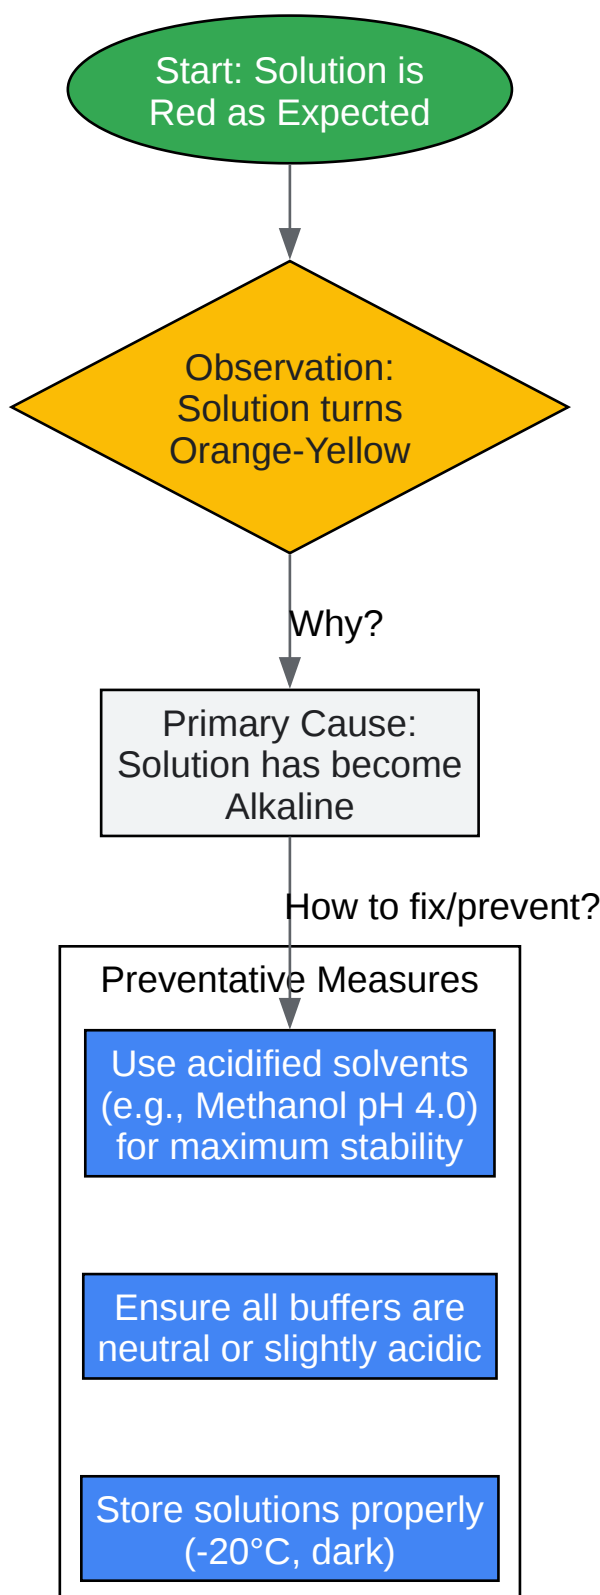 Start: Solution is
Red as Expected
Observation:
Solution turns
Orange-Yellow
Why?
Primary Cause:
Solution has become
Alkaline
How to fix/prevent?
Preventative Measures
Use acidified solvents
(e.g., Methanol pH 4.0)
for maximum stability
Ensure all buffers are
neutral or slightly acidic
Store solutions properly
(-20°C, dark)